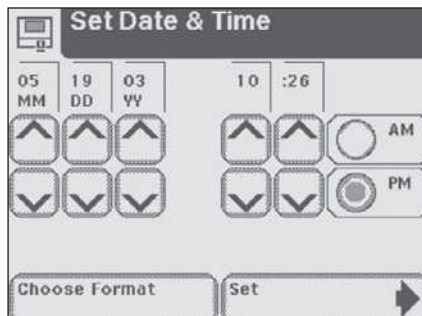 Set Date & Time
05 19 03 10 :26
MM DD YY
AM
PM
Choose Format Set